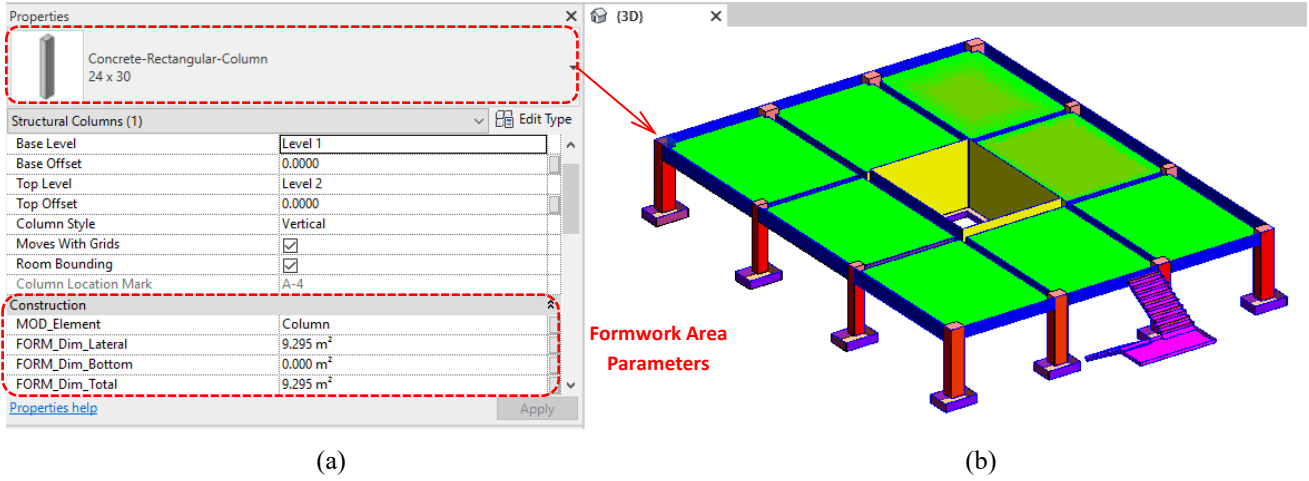 Properties
{3D}
Concrete-Rectangular-Column
24 x 30
Structural Columns (1)
Edit Type
Base Level Level 1
Base Offset 0.0000
Top Level Level 2
Top Offset 0.0000
Column Style Vertical
Moves With Grids
Room Bounding
Column Location Mark A-4
Construction
MOD_Element Column
FORM_Dim_Lateral 9.295 m²
FORM_Dim_Bottom 0.000 m²
FORM_Dim_Total 9.295 m²
Properties help Apply
Formwork Area
Parameters
(a) (b)